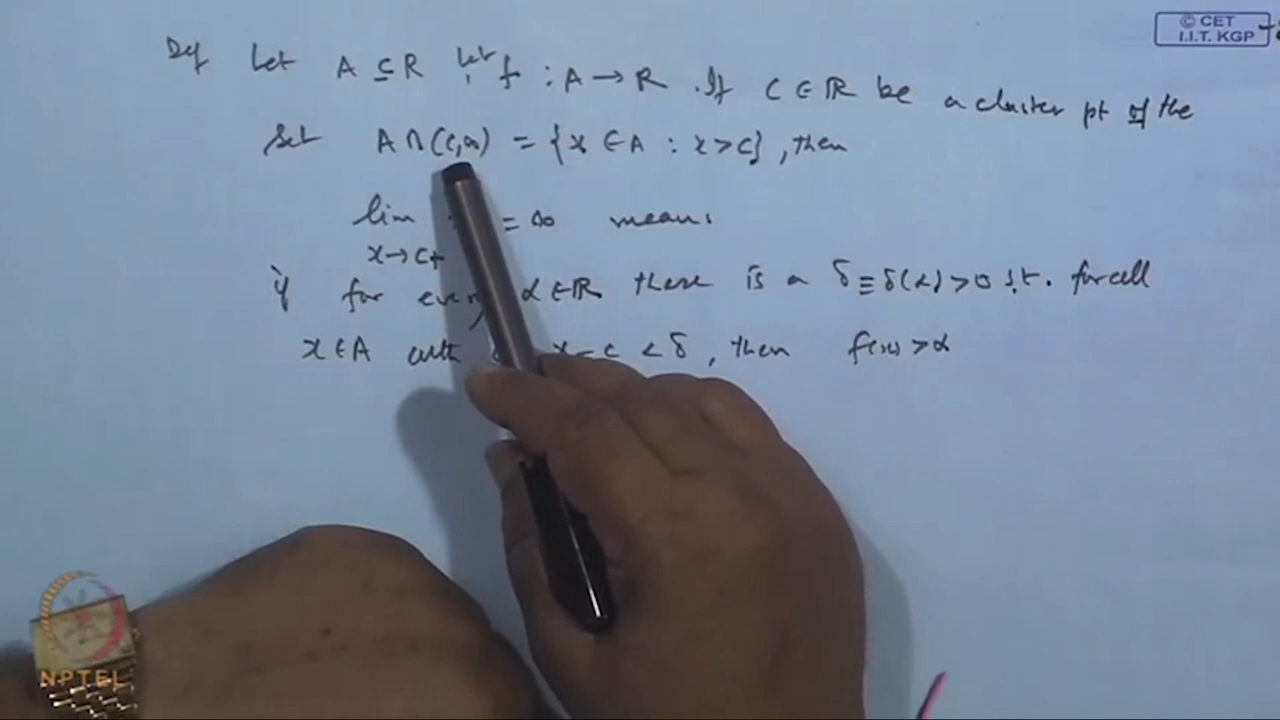 © CET
I.I.T. KGP
Def Let A ⊆ R let f : A → R . If C ∈ R be a cluster pt of the
Set A ∩ (c,∞) = {x ∈ A : x > c} , then
lim = ∞ means
x → c+
if for every α ∈ R there is a δ ≡ δ(α) > 0 s.t. for all
x ∈ A with x - c < δ , then f(x) > α
NPTEL